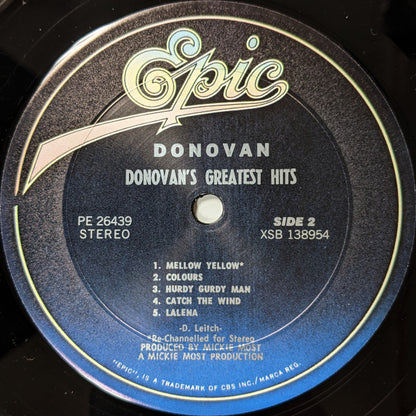 Epic
DONOVAN
DONOVAN'S GREATEST HITS
PE 26439
STEREO
SIDE 2
XSB 138954
1. MELLOW YELLOW*
2. COLOURS
3. HURDY GURDY MAN
4. CATCH THE WIND
5. LALENA
-D. Leitch-
*Re-Channelled for Stereo
PRODUCED BY MICKIE MOST
A MICKIE MOST PRODUCTION
"EPIC", IS A TRADEMARK OF CBS INC./MARCA REG.